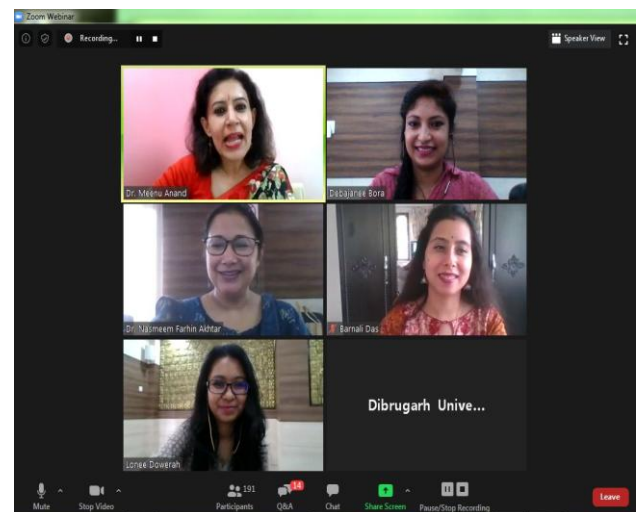 Zoom Webinar
Recording...
Speaker View
Dr. Meenu Anand
Debajanee Bora
Dr. Nasmeem Farhin Akhtar
Barnali Das
Lonee Dowerah
Dibrugarh Unive...
191
14
Mute
Stop Video
Participants
Q&A
Chat
Share Screen
Pause/Stop Recording
Leave